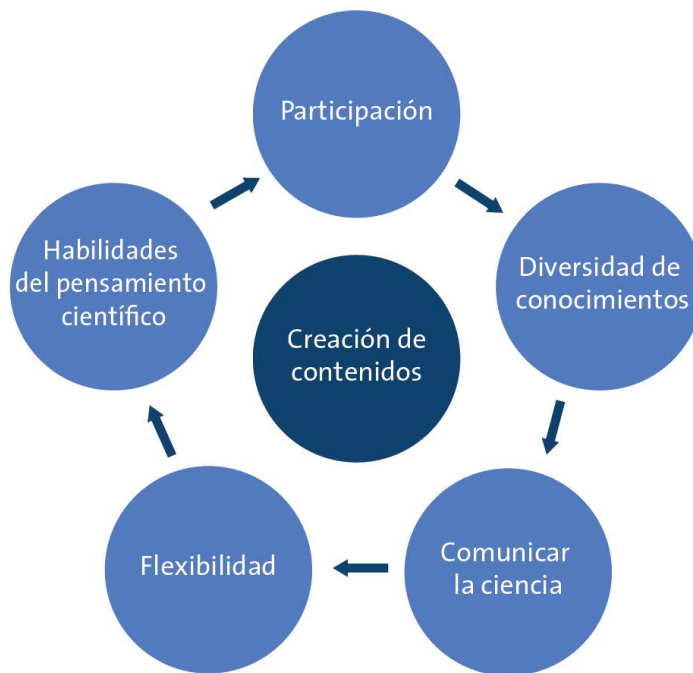 Participación
Diversidad de
conocimientos
Comunicar
la ciencia
Flexibilidad
Habilidades
del pensamiento
científico
Creación de
contenidos